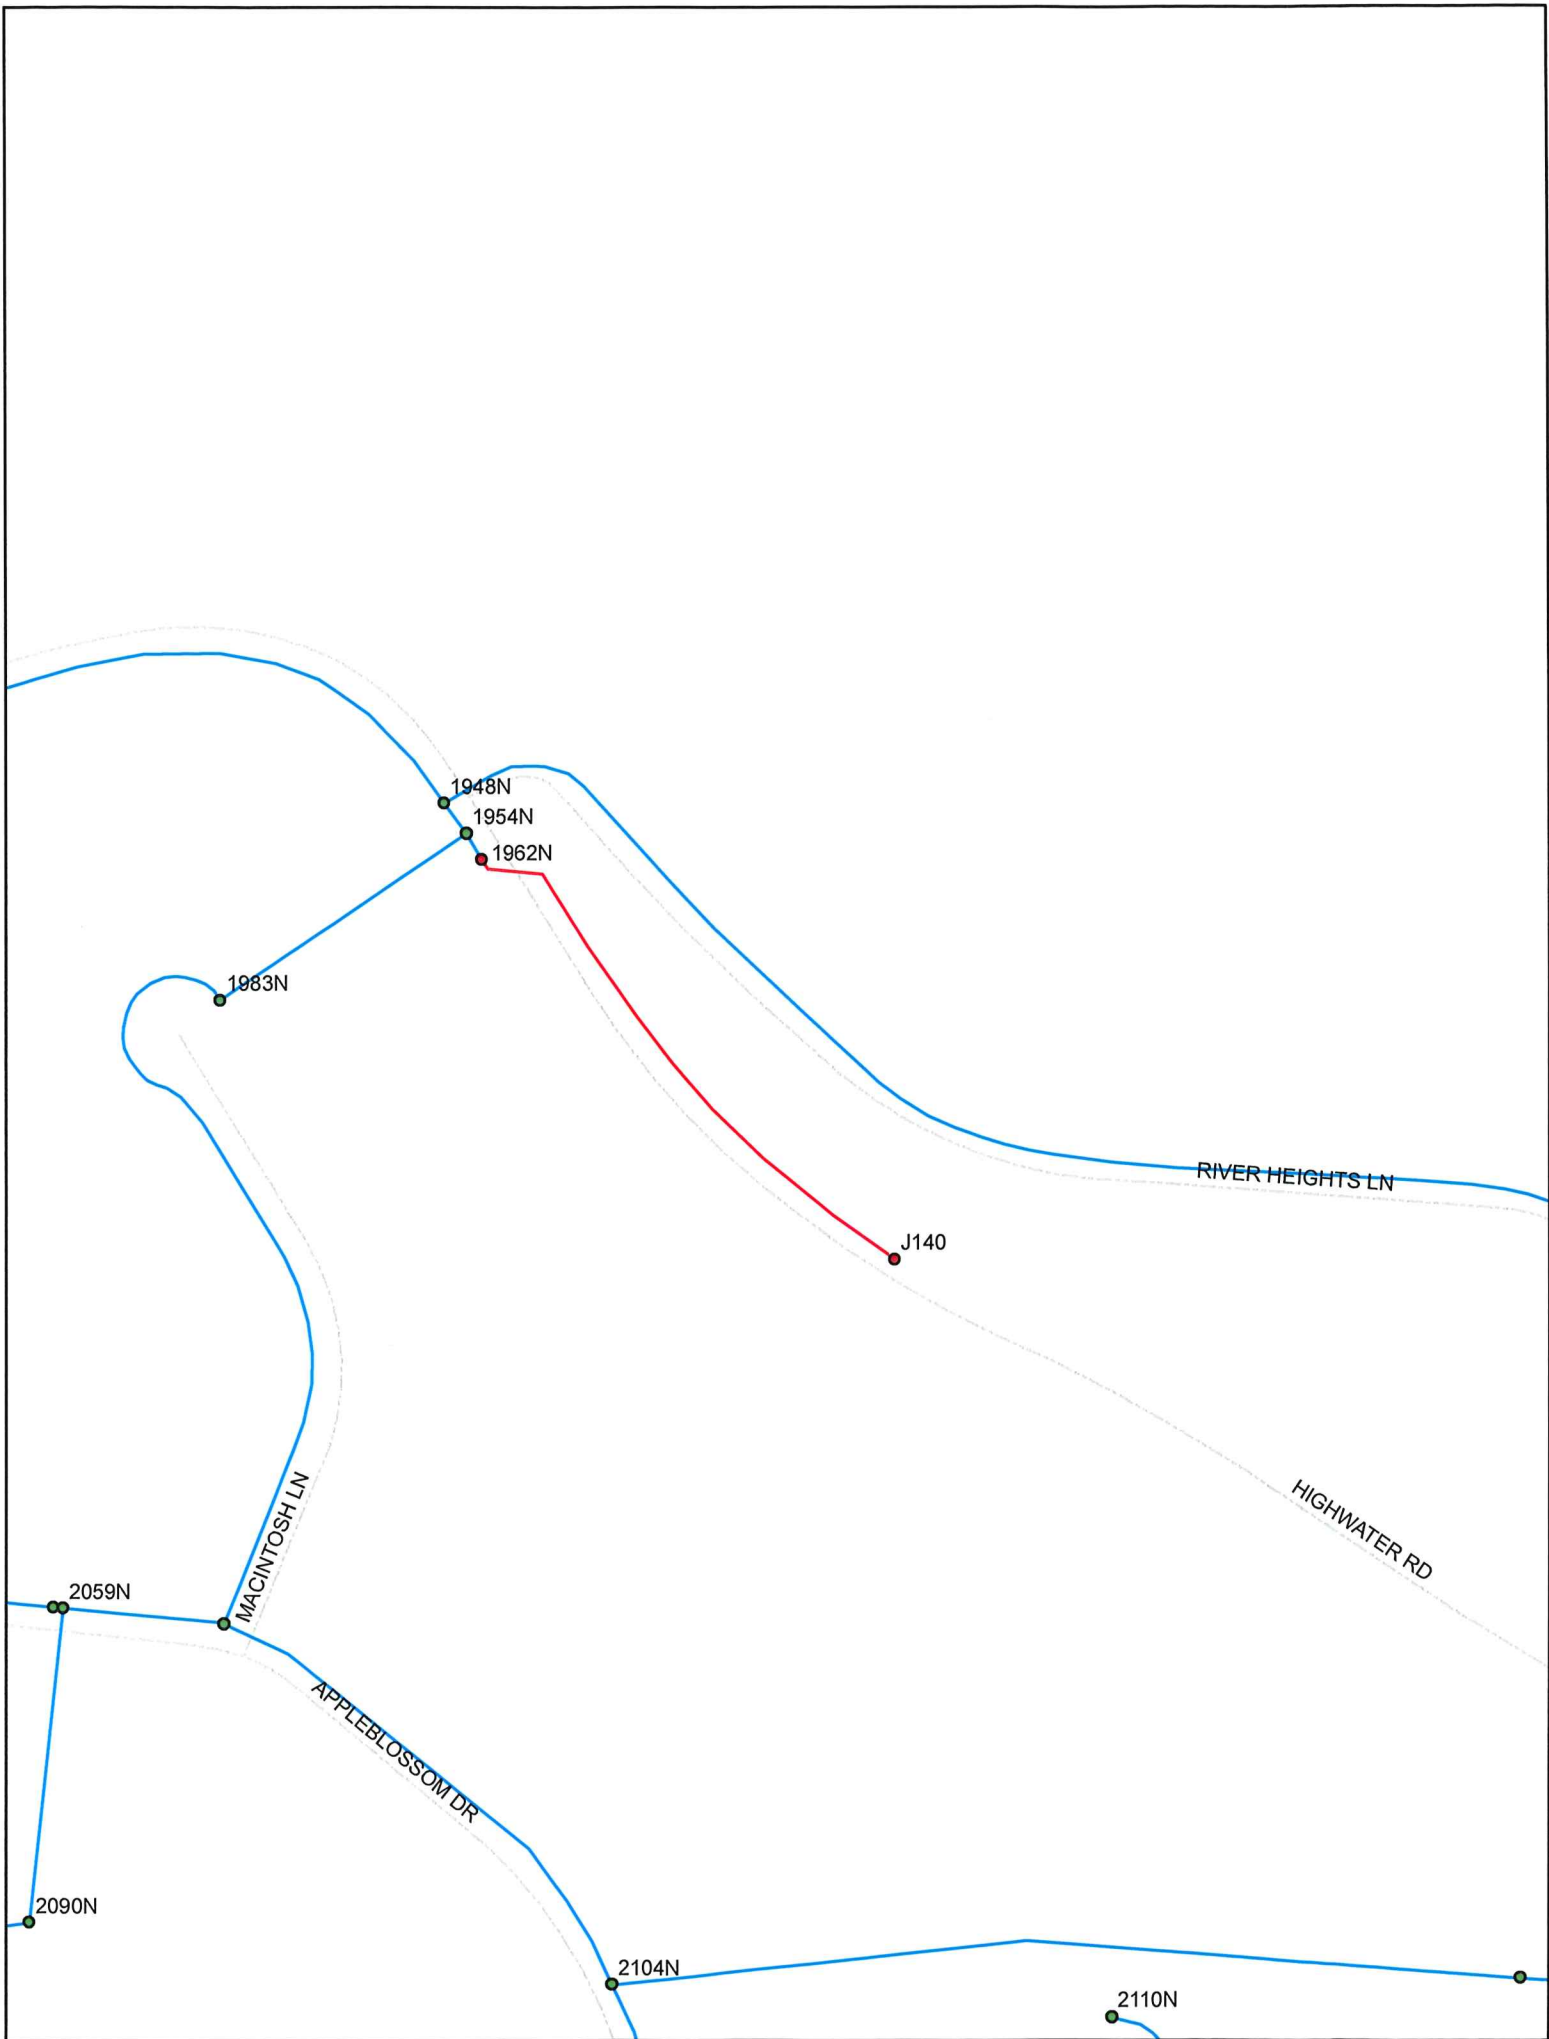 1948N
1954N
1962N
1983N
RIVER HEIGHTS LN
J140
HIGHWATER RD
MACINTOSH LN
2059N
APPLEBLOSSOM DR
2090N
2104N
2110N